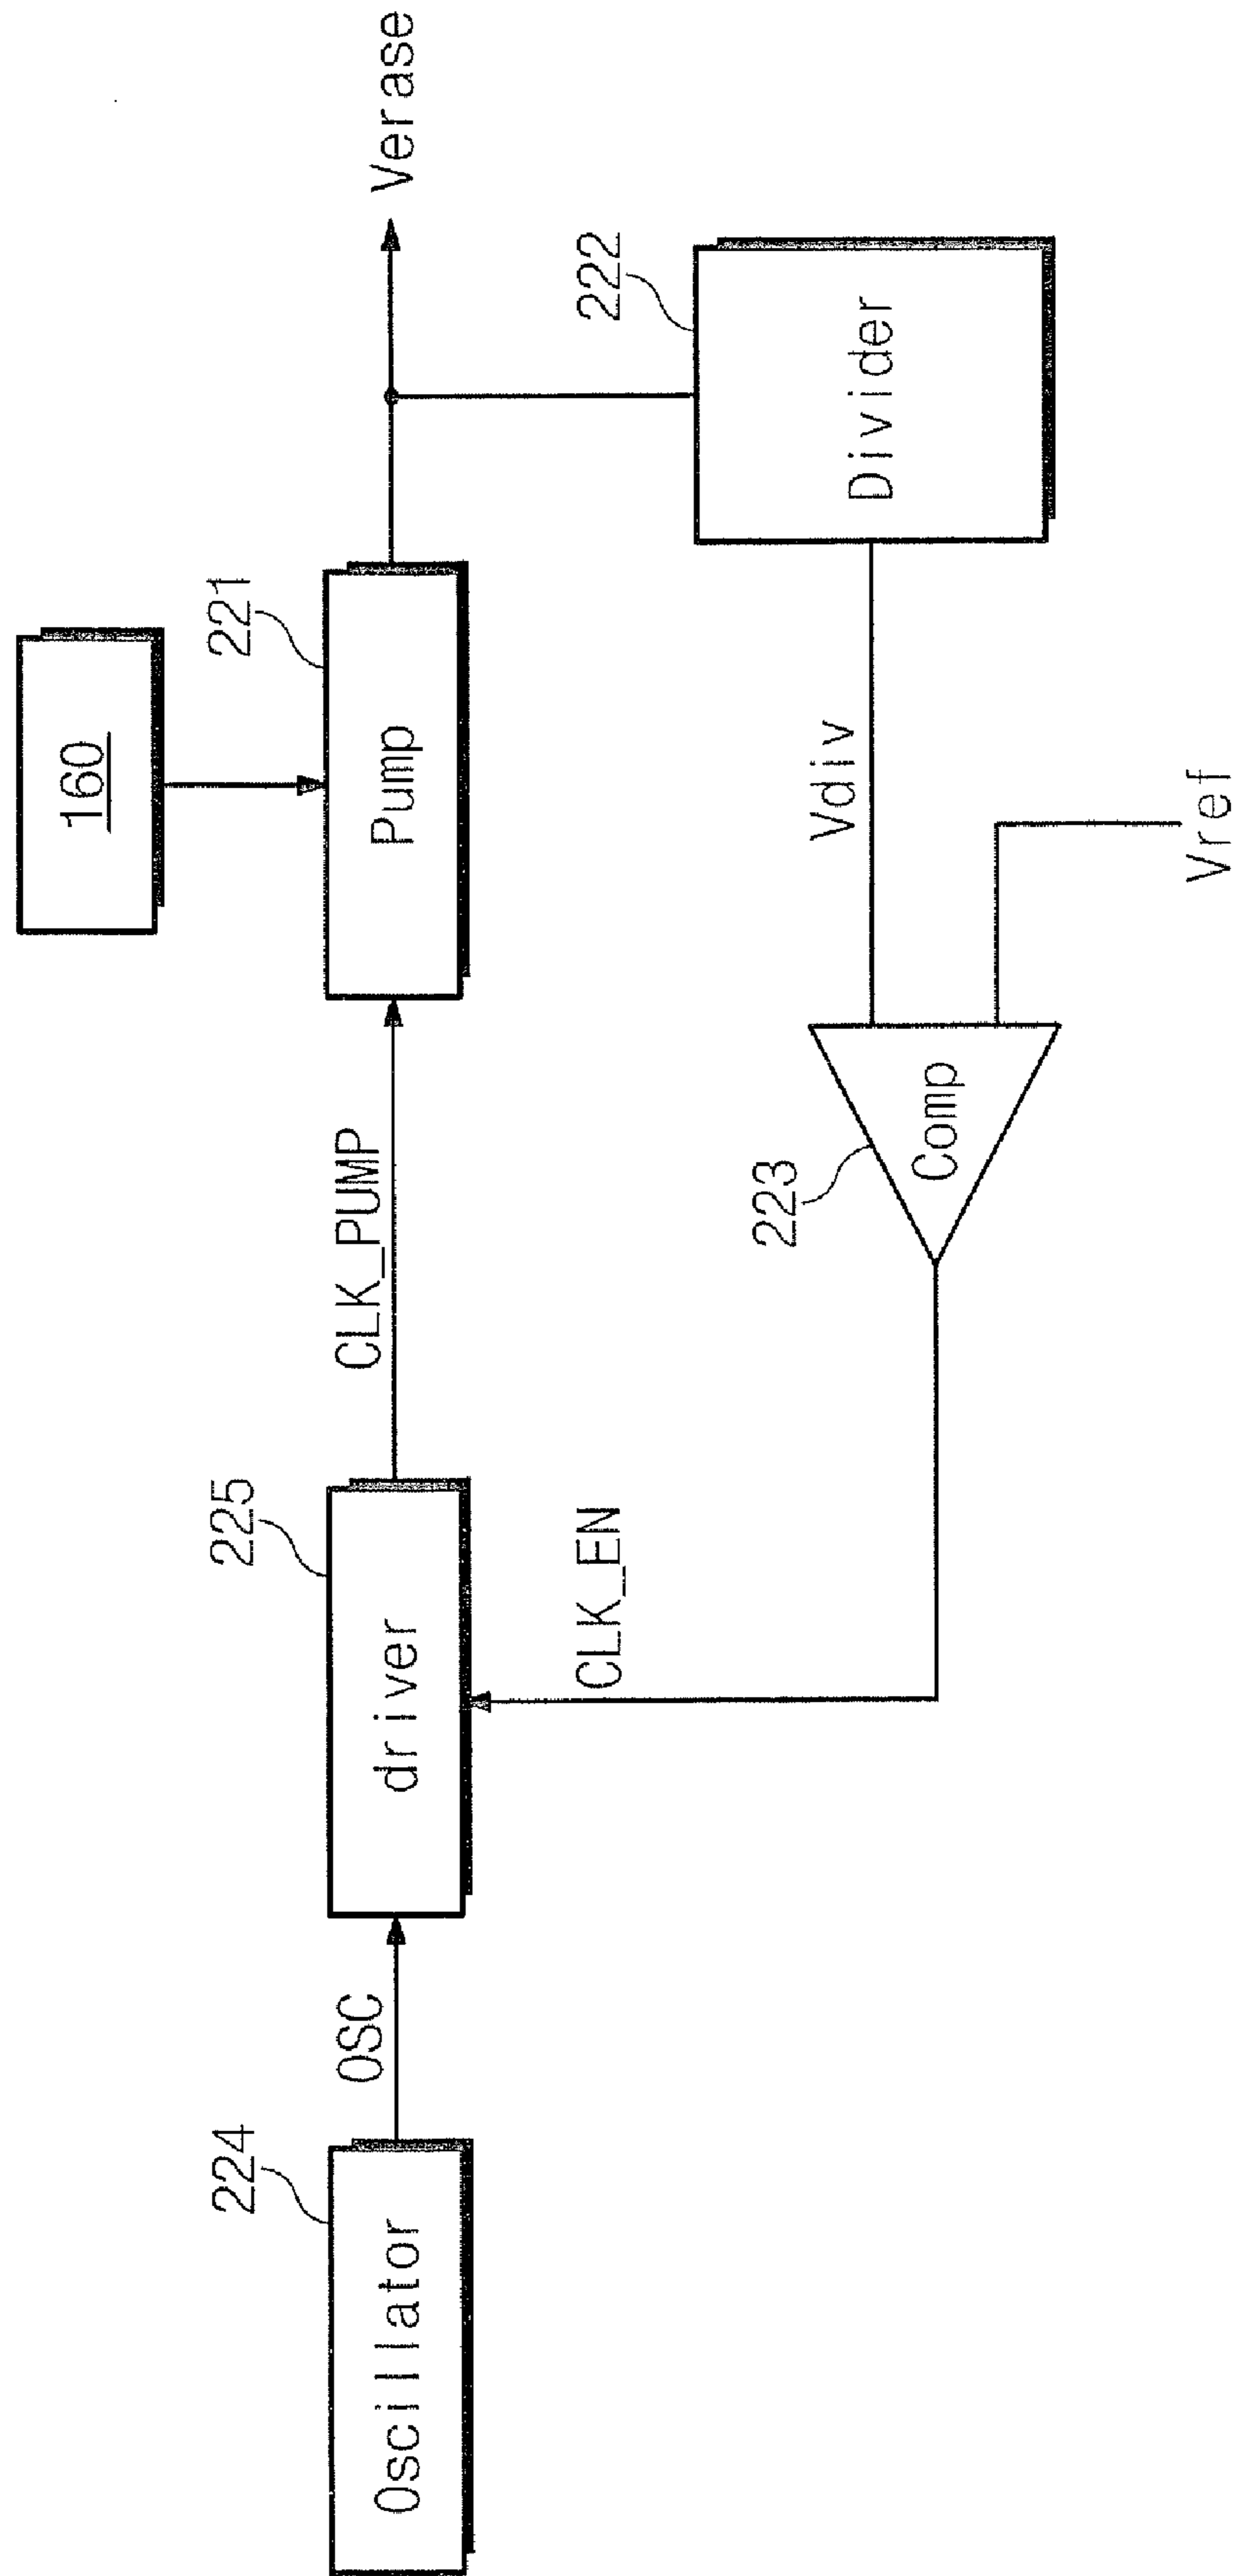 160
221
Pump
Verase
224
Oscillator
OSC
225
driver
CLK_PUMP
CLK_EN
223
Comp
Vdiv
222
Divider
Vref